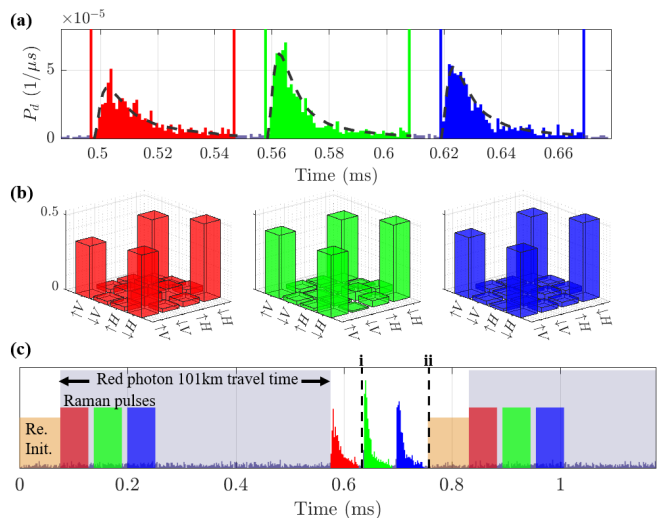 (a)
×10⁻⁵
P_d (1/μs)
5
0
0.5 0.52 0.54 0.56 0.58 0.6 0.62 0.64 0.66
Time (ms)
(b)
0.5
0
(c)
i ii
Red photon 101km travel time
Raman pulses
Re.
Init.
0 0.2 0.4 0.6 0.8 1
Time (ms)